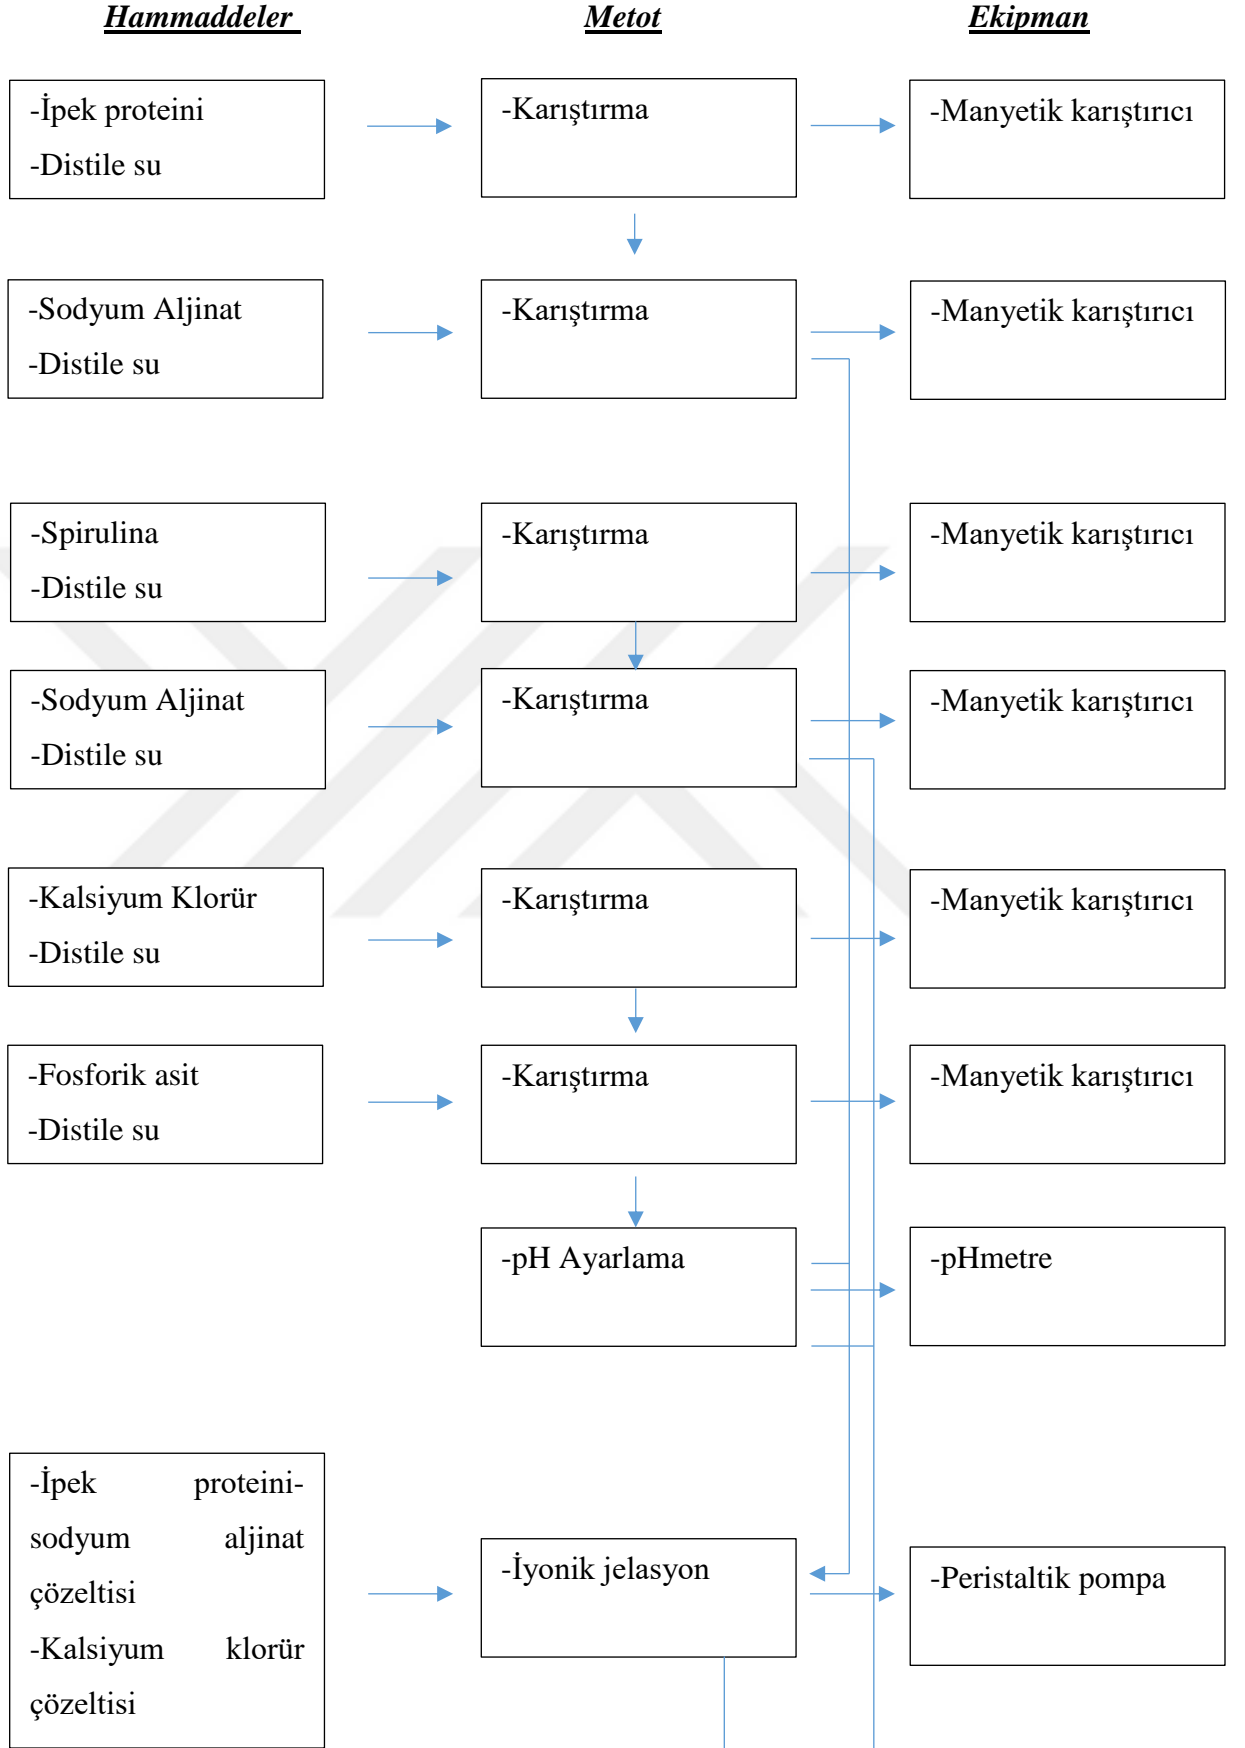 Hammaddeler Metot Ekipman
-İpek proteini
-Distile su
-Karıştırma
-Manyetik karıştırıcı
-Sodyum Aljinat
-Distile su
-Karıştırma
-Manyetik karıştırıcı
-Spirulina
-Distile su
-Karıştırma
-Manyetik karıştırıcı
-Sodyum Aljinat
-Distile su
-Karıştırma
-Manyetik karıştırıcı
-Kalsiyum Klorür
-Distile su
-Karıştırma
-Manyetik karıştırıcı
-Fosforik asit
-Distile su
-Karıştırma
-Manyetik karıştırıcı
-pH Ayarlama
-pHmetre
-İpek proteini-
sodyum aljinat
çözeltisi
-Kalsiyum klorür
çözeltisi
-İyonik jelasyon
-Peristaltik pompa